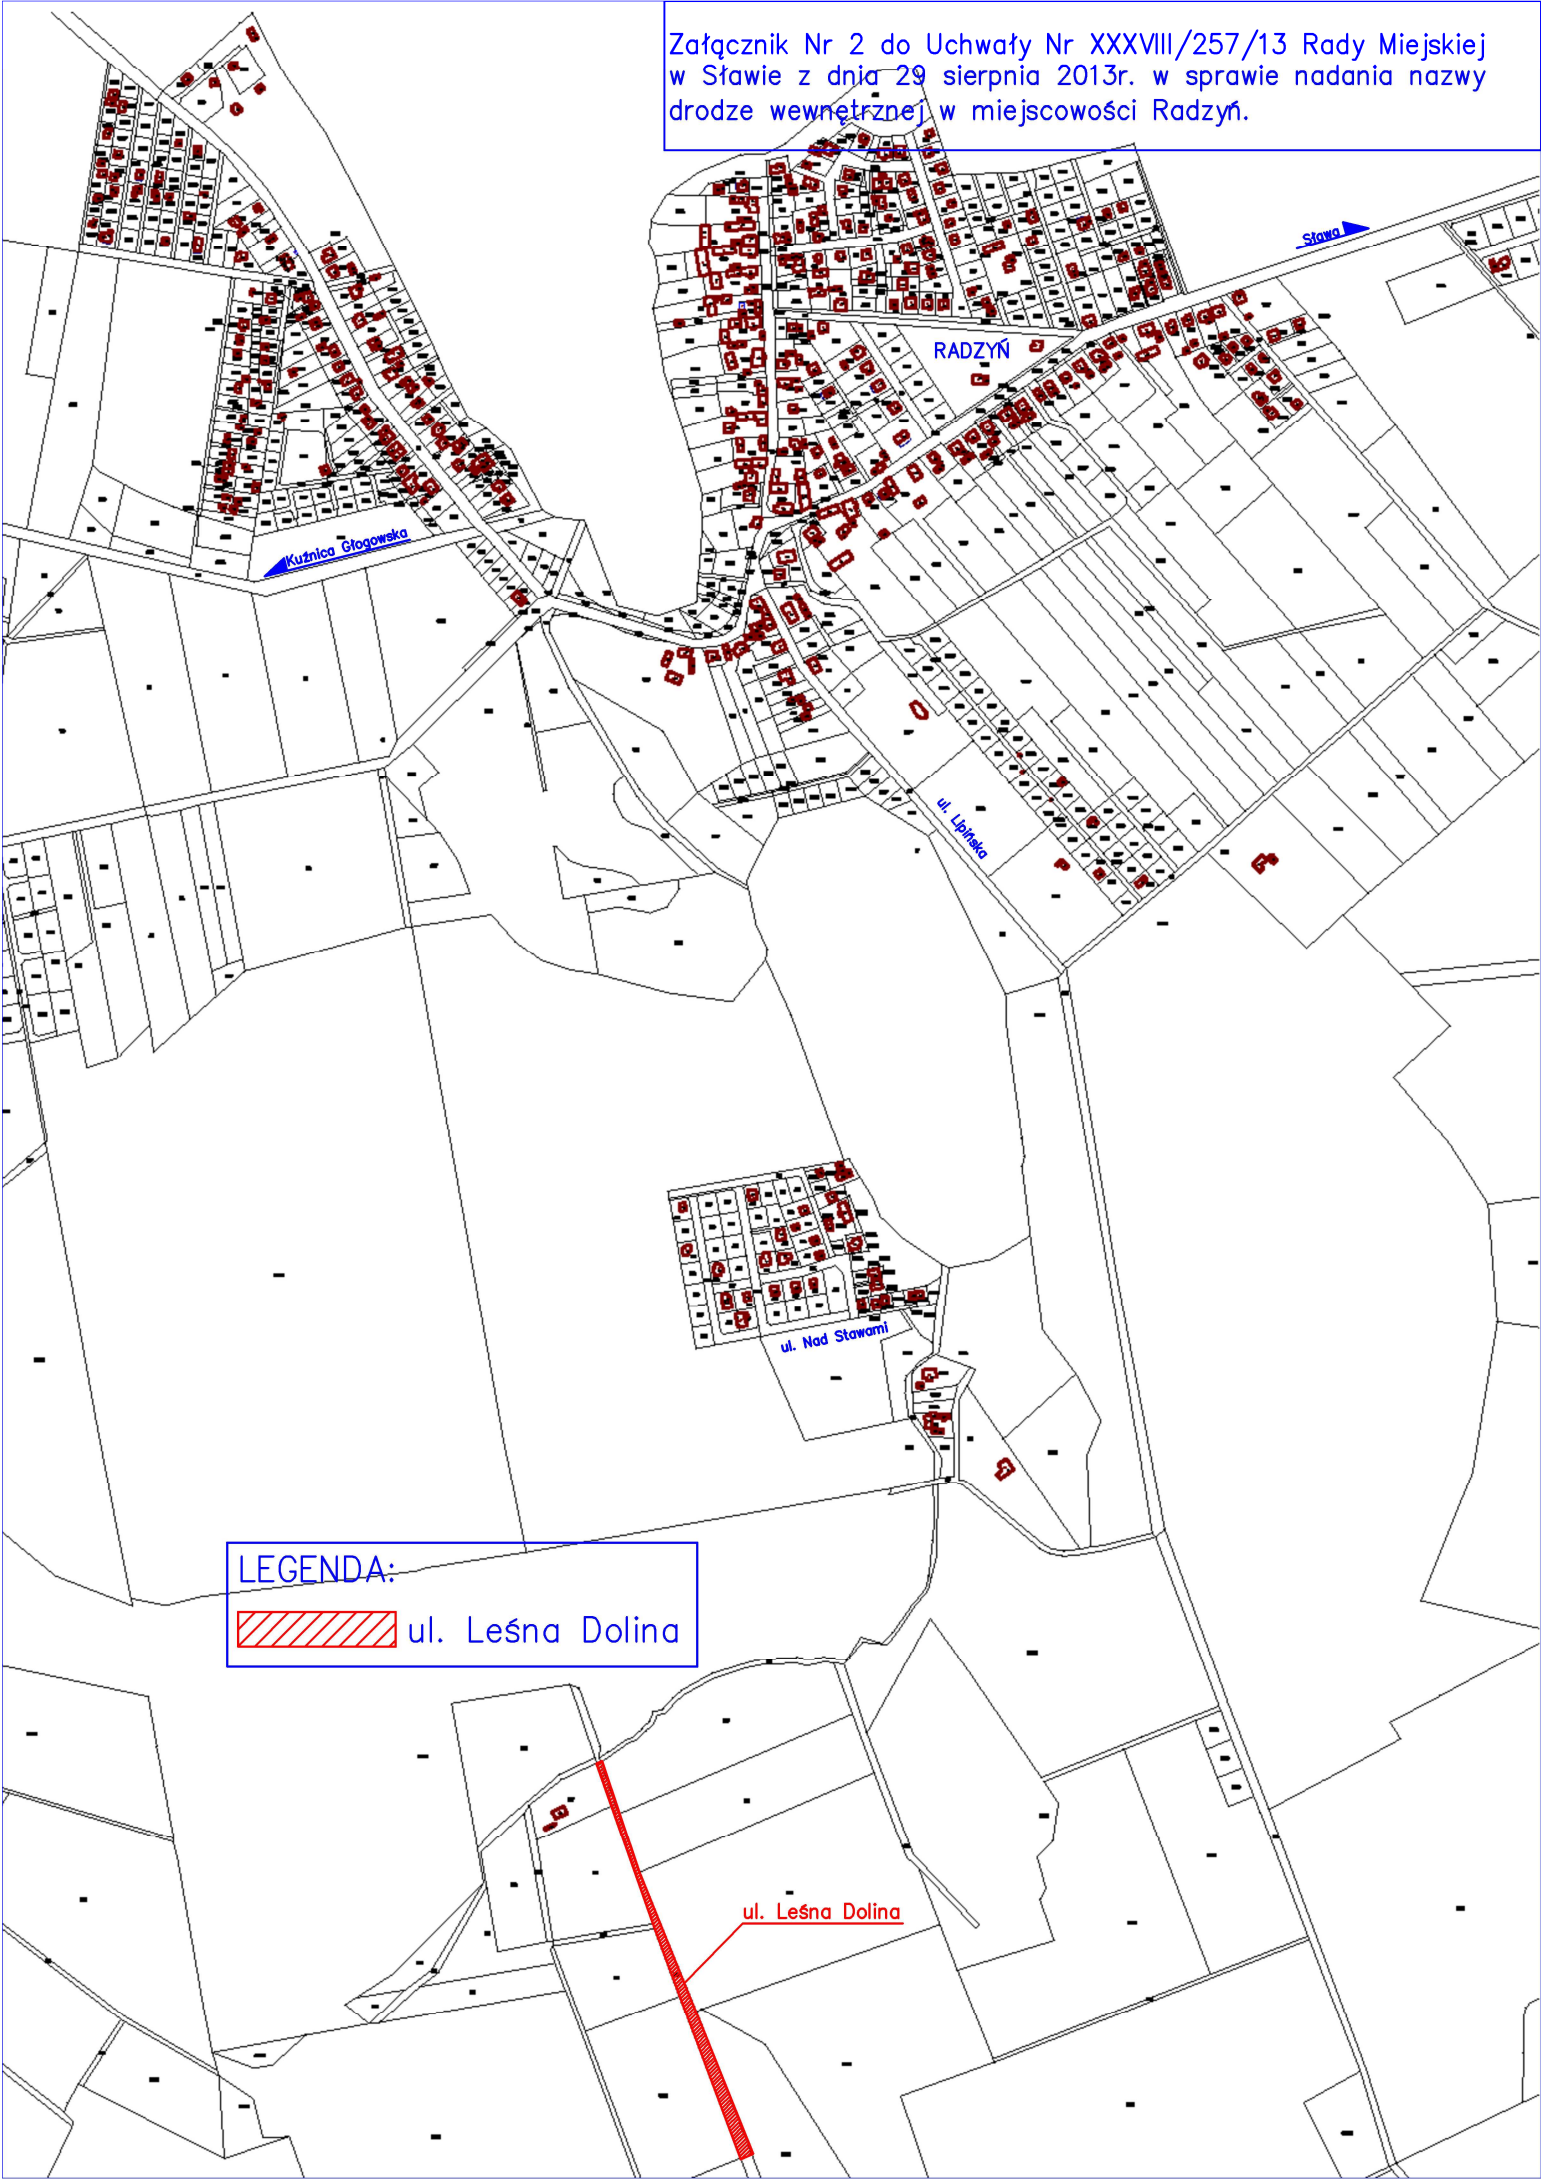 Załącznik Nr 2 do Uchwały Nr XXXVIII/257/13 Rady Miejskiej
w Sławie z dnia 29 sierpnia 2013r. w sprawie nadania nazwy
drodze wewnętrznej w miejscowości Radzyń.
Sława
RADZYŃ
Kuźnica Głogowska
ul. Lipińska
ul. Nad Stawami
LEGENDA:
ul. Leśna Dolina
ul. Leśna Dolina